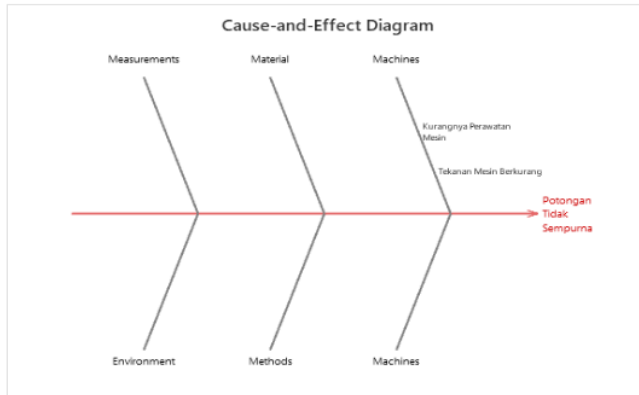 Cause-and-Effect Diagram
Measurements
Material
Machines
Kurangnya Perawatan
Mesin
Tekanan Mesin Berkurang
Potongan
Tidak
Sempurna
Environment
Methods
Machines